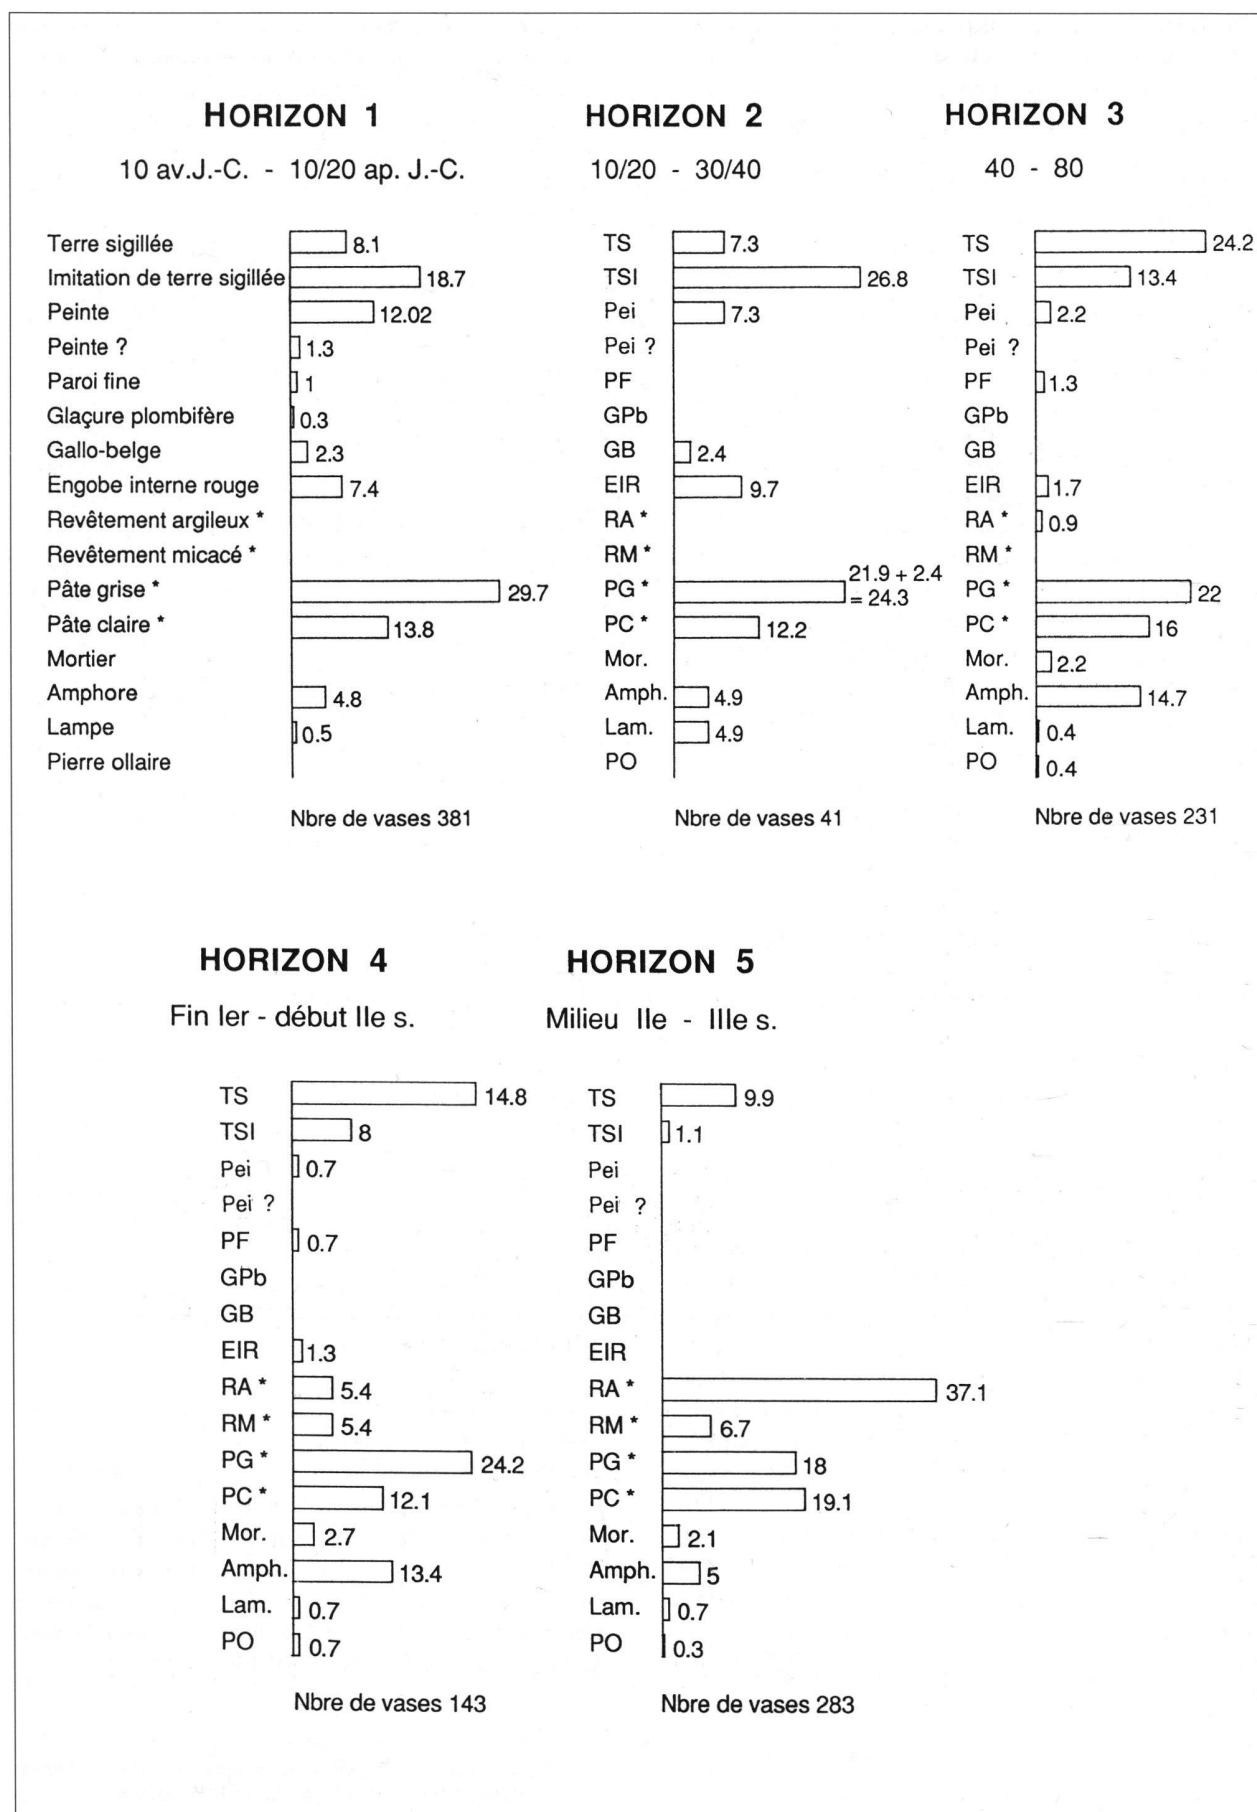 HORIZON 1
10 av.J.-C. - 10/20 ap. J.-C.
Terre sigillée 8.1
Imitation de terre sigillée 18.7
Peinte 12.02
Peinte ? 1.3
Paroi fine 1
Glaçure plombifère 0.3
Gallo-belge 2.3
Engobe interne rouge 7.4
Revêtement argileux *
Revêtement micacé *
Pâte grise * 29.7
Pâte claire * 13.8
Mortier
Amphore 4.8
Lampe 0.5
Pierre ollaire
Nbre de vases 381
HORIZON 2
10/20 - 30/40
TS 7.3
TSI 26.8
Pei 7.3
Pei ?
PF
GPb
GB 2.4
EIR 9.7
RA *
RM *
PG * 21.9 + 2.4
= 24.3
PC * 12.2
Mor.
Amph. 4.9
Lam. 4.9
PO
Nbre de vases 41
HORIZON 3
40 - 80
TS 24.2
TSI 13.4
Pei 2.2
Pei ?
PF 1.3
GPb
GB
EIR 1.7
RA * 0.9
RM *
PG * 22
PC * 16
Mor. 2.2
Amph. 14.7
Lam. 0.4
PO 0.4
Nbre de vases 231
HORIZON 4
Fin Ier - début IIe s.
TS 14.8
TSI 8
Pei 0.7
Pei ?
PF 0.7
GPb
GB
EIR 1.3
RA * 5.4
RM * 5.4
PG * 24.2
PC * 12.1
Mor. 2.7
Amph. 13.4
Lam. 0.7
PO 0.7
Nbre de vases 143
HORIZON 5
Milieu IIe - IIIe s.
TS 9.9
TSI 1.1
Pei
Pei ?
PF
GPb
GB
EIR
RA * 37.1
RM * 6.7
PG * 18
PC * 19.1
Mor. 2.1
Amph. 5
Lam. 0.7
PO 0.3
Nbre de vases 283